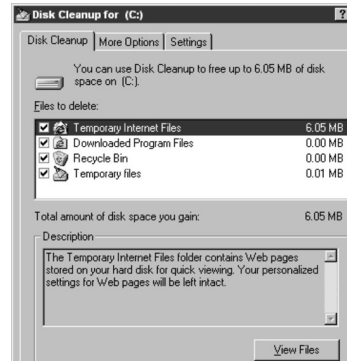 Disk Cleanup for (C:)
?
Disk Cleanup More Options Settings
You can use Disk Cleanup to free up to 6.05 MB of disk
space on (C:).
Files to delete:
Temporary Internet Files 6.05 MB
Downloaded Program Files 0.00 MB
Recycle Bin 0.00 MB
Temporary files 0.01 MB
Total amount of disk space you gain: 6.05 MB
Description
The Temporary Internet Files folder contains Web pages
stored on your hard disk for quick viewing. Your personalized
settings for Web pages will be left intact.
View Files